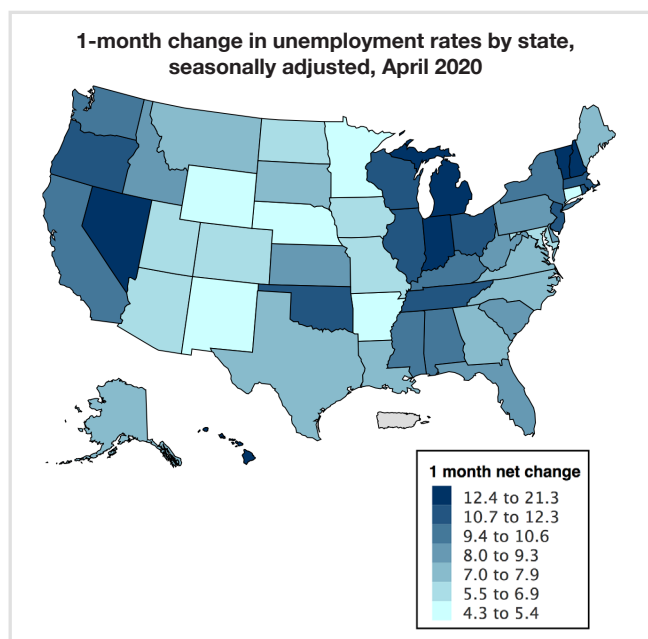 1-month change in unemployment rates by state,
seasonally adjusted, April 2020
1 month net change
12.4 to 21.3
10.7 to 12.3
9.4 to 10.6
8.0 to 9.3
7.0 to 7.9
5.5 to 6.9
4.3 to 5.4